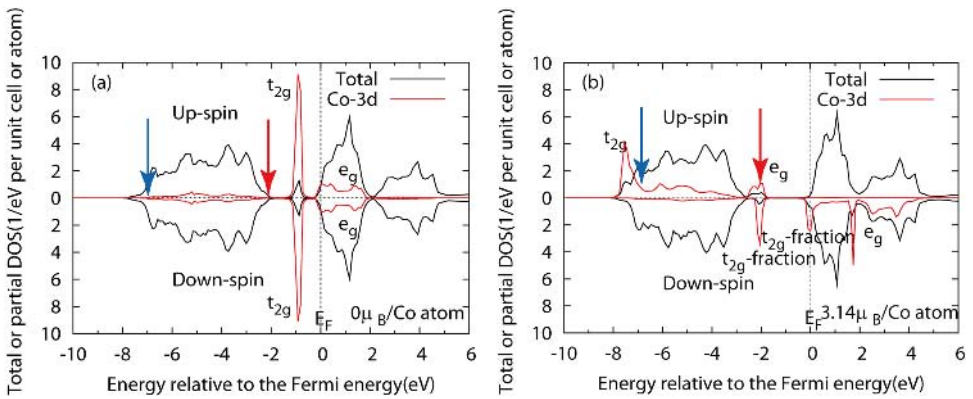 Total or partial DOS(1/eV per unit cell or atom)
10
8
6
4
2
0
2
4
6
8
10
(a)
t2g
Total
Co-3d
Up-spin
eg
eg
Down-spin
t2g
EF
0μ B/Co atom
-10 -8 -6 -4 -2 0 2 4 6
Energy relative to the Fermi energy(eV)
Total or partial DOS(1/eV per unit cell or atom)
10
8
6
4
2
0
2
4
6
8
10
(b)
Total
Co-3d
Up-spin
t2g
eg
t2g-fraction
eg
t2g-fraction
Down-spin
EF
3.14μ B/Co atom
-10 -8 -6 -4 -2 0 2 4 6
Energy relative to the Fermi energy(eV)